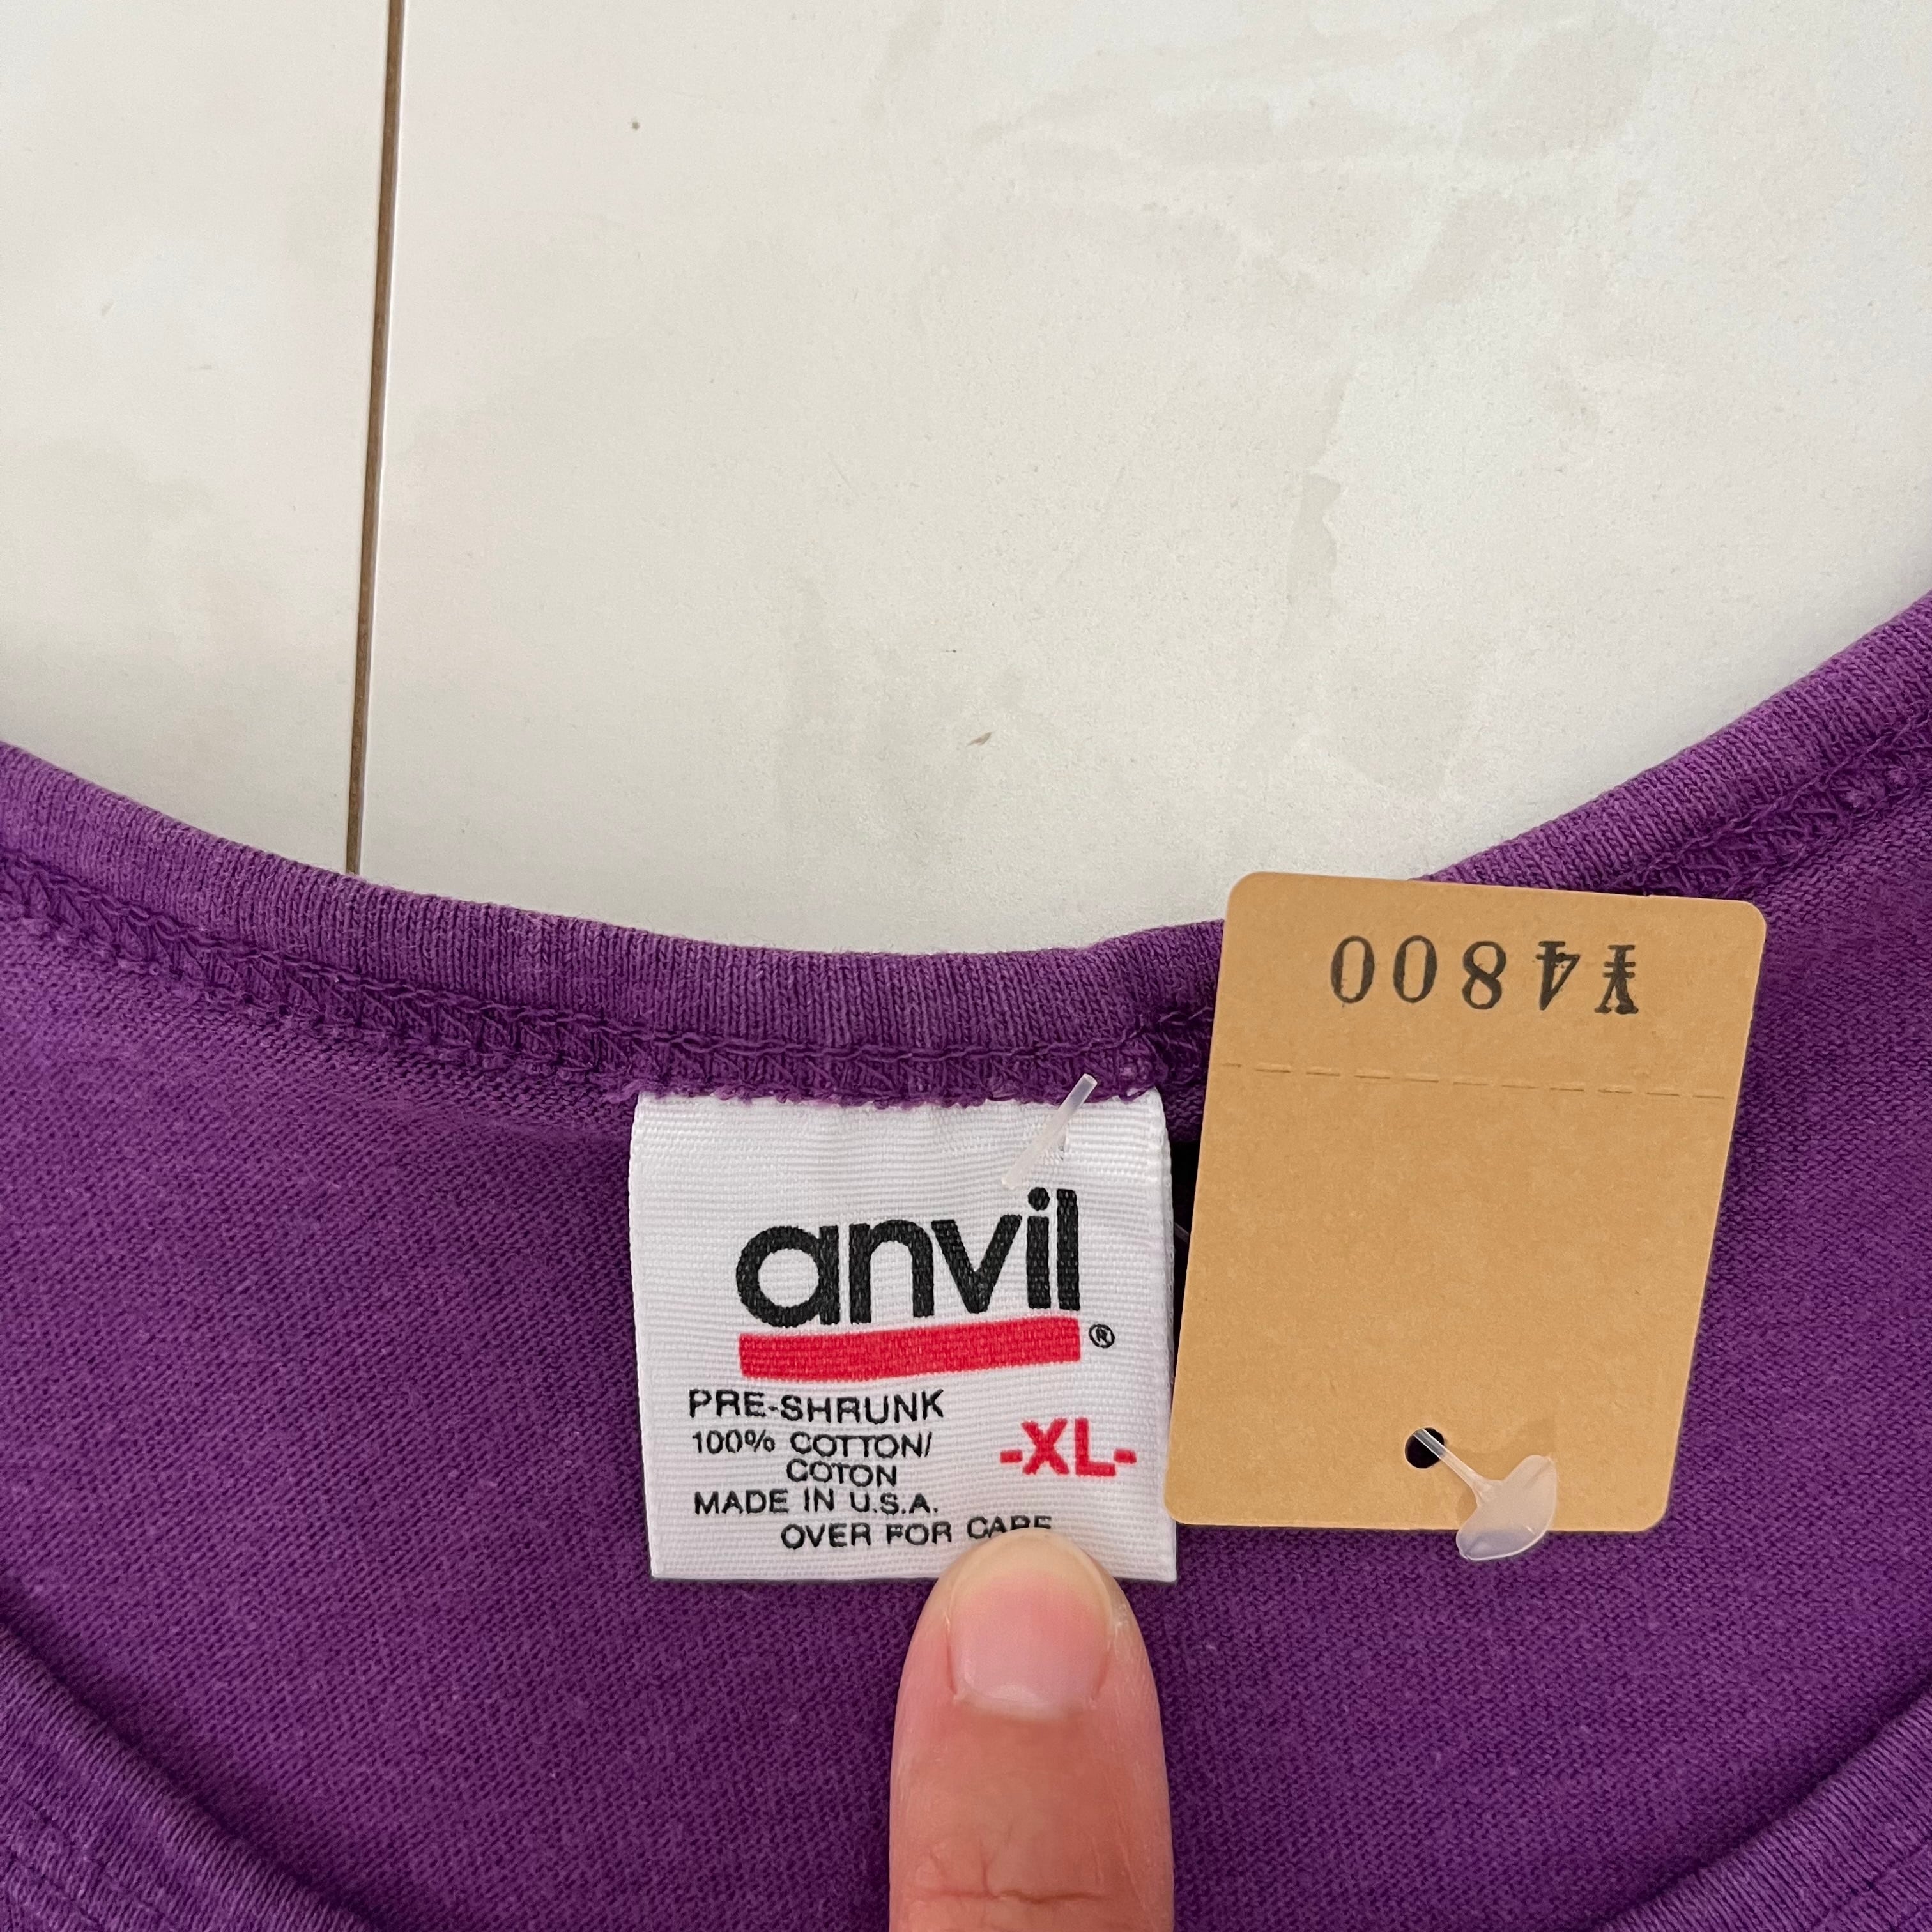 anvil®
PRE-SHRUNK
100% COTTON/
COTON
-XL-
MADE IN U.S.A.
OVER FOR CARE
¥4800